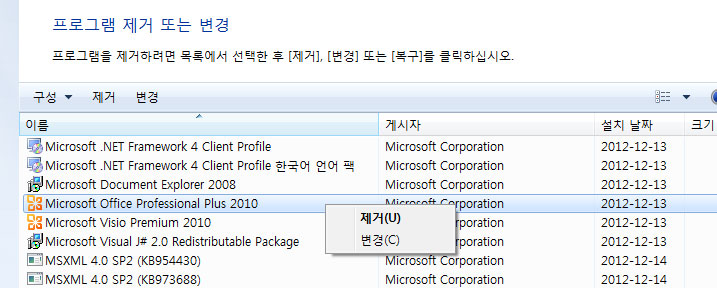 프로그램 제거 또는 변경
프로그램을 제거하려면 목록에서 선택한 후 [제거], [변경] 또는 [복구]를 클릭하십시오.
구성 제거 변경
이름 게시자 설치 날짜 크기
Microsoft .NET Framework 4 Client Profile Microsoft Corporation 2012-12-13
Microsoft .NET Framework 4 Client Profile 한국어 언어 팩 Microsoft Corporation 2012-12-13
Microsoft Document Explorer 2008 Microsoft Corporation 2012-12-13
Microsoft Office Professional Plus 2010 Microsoft Corporation 2012-12-13
Microsoft Visio Premium 2010 제거(U) 2012-12-13
Microsoft Visual J# 2.0 Redistributable Package 변경(C) 2012-12-13
MSXML 4.0 SP2 (KB954430) Microsoft Corporation 2012-12-14
MSXML 4.0 SP2 (KB973688) Microsoft Corporation 2012-12-14